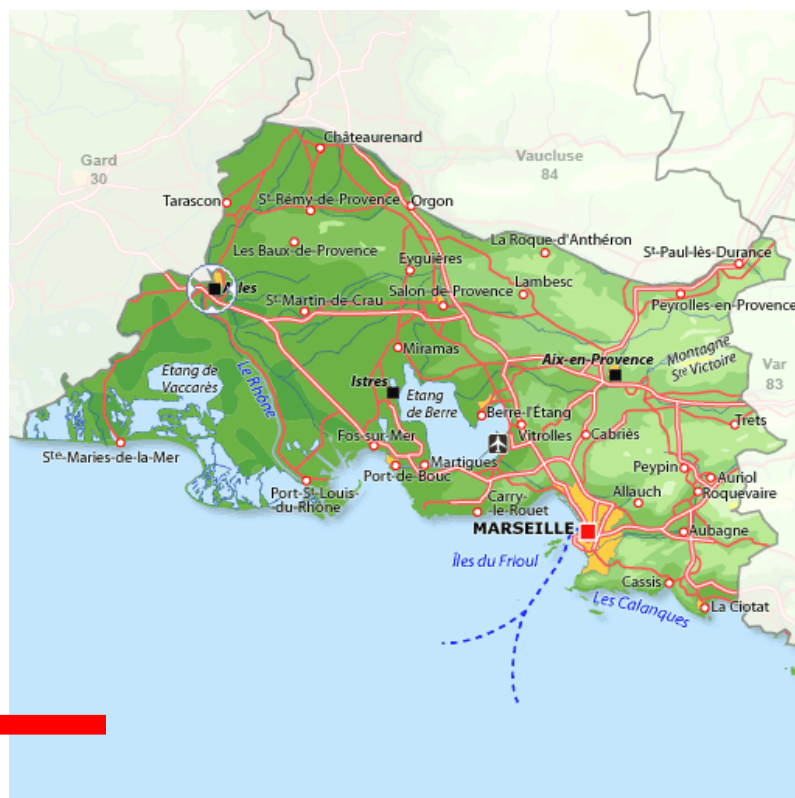 Châteaurenard
Gard
30
Vaucluse
84
Tarascon
St-Rémy-de-Provence
Orgon
La Roque-d'Anthéron
Les Baux-de-Provence
St-Paul-lès-Durance
Eyguières
Lambesc
Arles
St-Martin-de-Crau
Salon-de-Provence
Peyrolles-en-Provence
Miramas
Aix-en-Provence
Montagne
Ste Victoire
Var
83
Etang de
Vaccarès
Le Rhône
Istres
Etang
de Berre
Berre-l'Étang
Vitrolles
Cabriès
Trets
Fos-sur-Mer
Ste-Maries-de-la-Mer
Port-de-Bouc
Martigues
Peypin
Auriol
Port-St-Louis-
du-Rhône
Carry-
le-Rouet
Allauch
Roquevaire
MARSEILLE
Aubagne
Îles du Frioul
Cassis
Les Calanques
La Ciotat